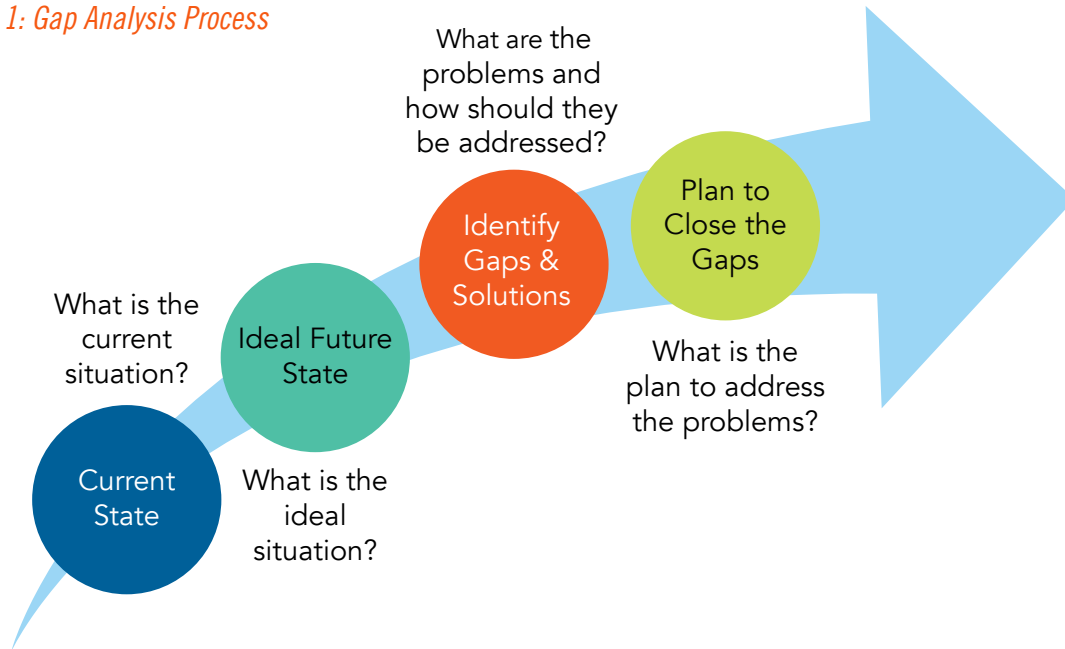 1: Gap Analysis Process
What is the
current
situation?
Current
State
Ideal Future
State
What is the
ideal
situation?
What are the
problems and
how should they
be addressed?
Identify
Gaps &
Solutions
Plan to
Close the
Gaps
What is the
plan to address
the problems?